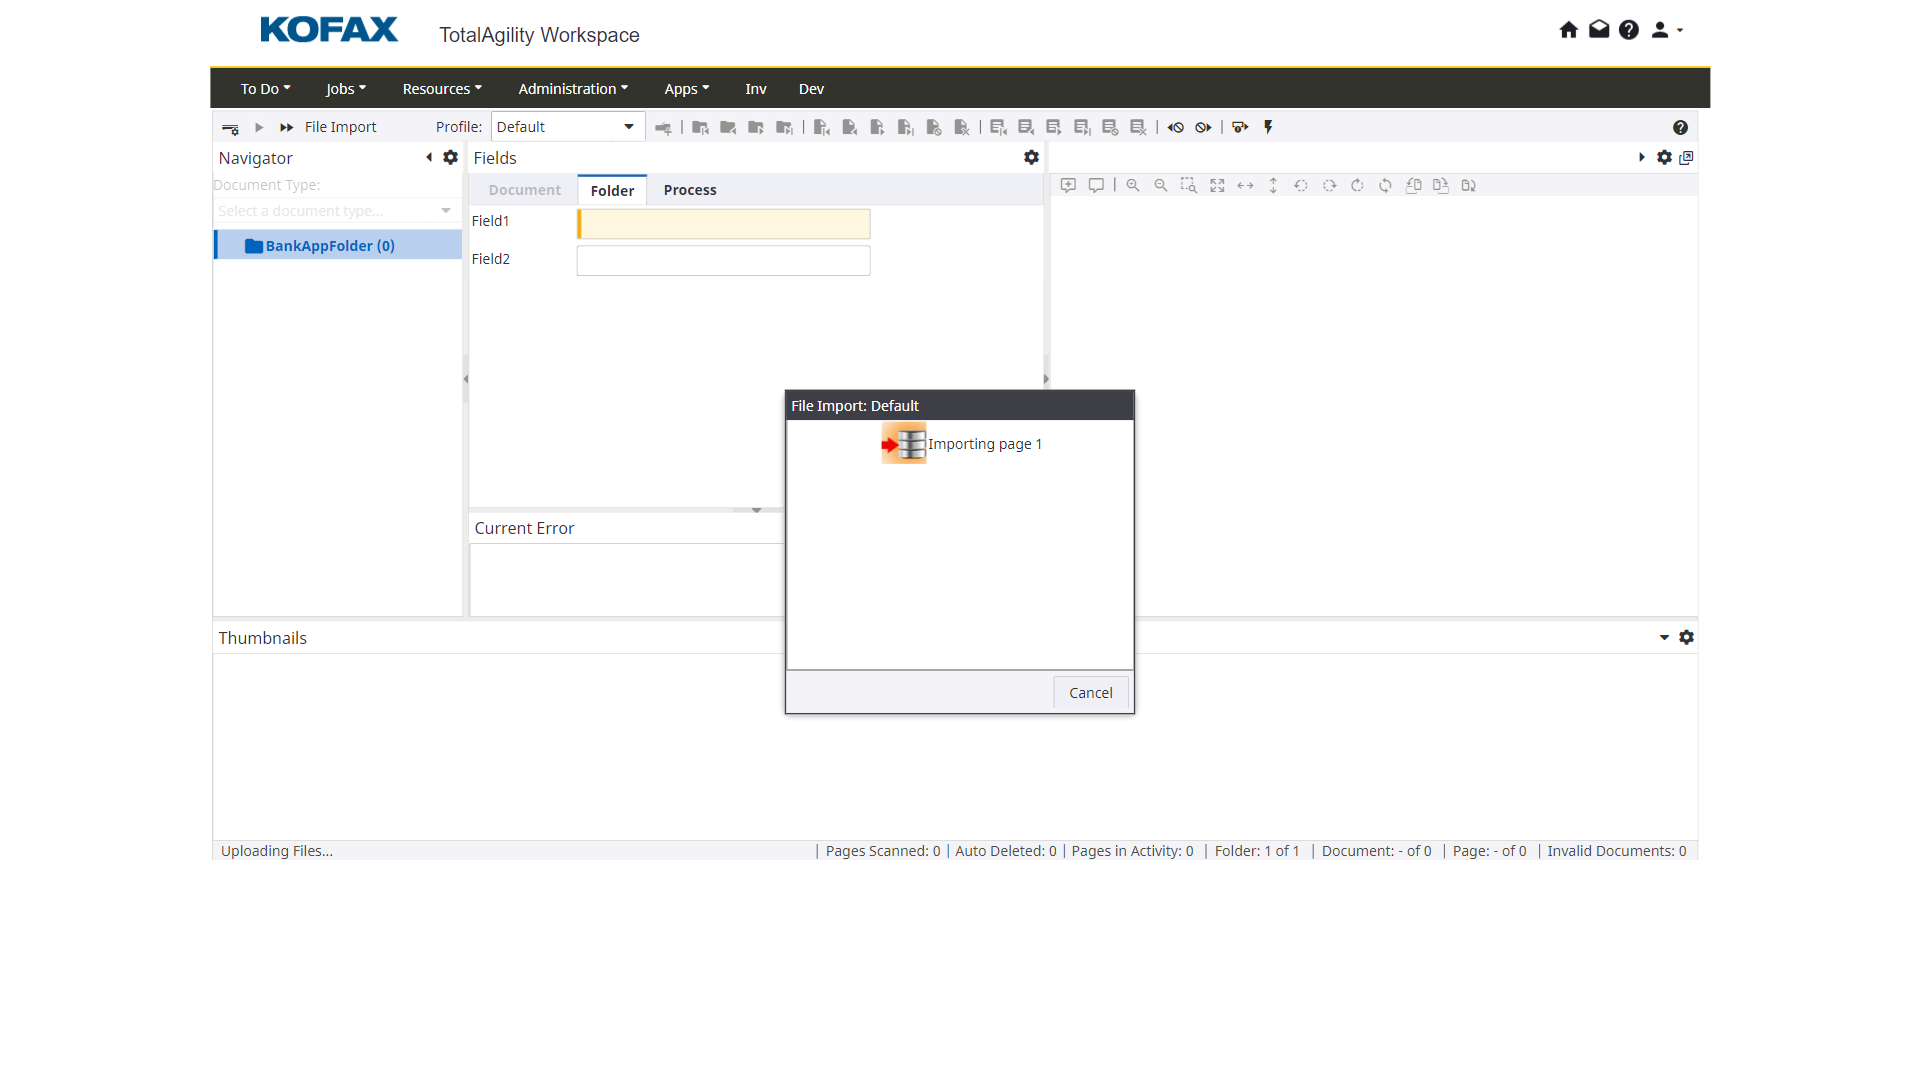 KOFAX
TotalAgility Workspace
To Do
Jobs
Resources
Administration
Apps
Inv
Dev
File Import
Profile:
Default
Navigator
Document Type:
Select a document type...
BankAppFolder (0)
Fields
Document
Folder
Process
Field1
Field2
Current Error
File Import: Default
Importing page 1
Cancel
Thumbnails
Uploading Files...
| Pages Scanned: 0 | Auto Deleted: 0 | Pages in Activity: 0 | Folder: 1 of 1 | Document: - of 0 | Page: - of 0 | Invalid Documents: 0